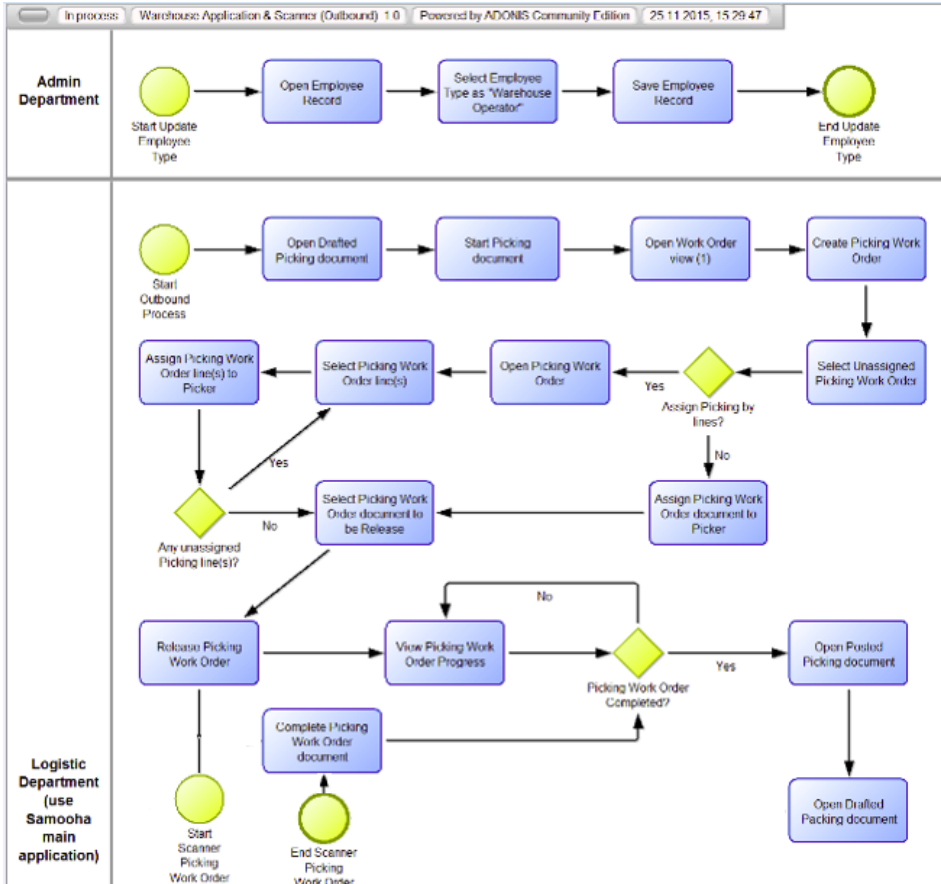 In process
Warehouse Application & Scanner (Outbound) 1.0
Powered by ADONIS Community Edition
25.11.2015, 15:29:47
Admin
Department
Start Update
Employee
Type
Open Employee
Record
Select Employee
Type as "Warehouse
Operator"
Save Employee
Record
End Update
Employee
Type
Start
Outbound
Process
Open Drafted
Picking document
Start Picking
document
Open Work Order
view (1)
Create Picking Work
Order
Assign Picking Work
Order line(s) to
Picker
Select Picking Work
Order line(s)
Open Picking Work
Order
Yes
Assign Picking by
lines?
Select Unassigned
Picking Work Order
Yes
No
Any unassigned
Picking line(s)?
No
Select Picking Work
Order document to
be Release
Assign Picking Work
Order document to
Picker
No
Release Picking
Work Order
View Picking Work
Order Progress
Picking Work Order
Completed?
Yes
Open Posted
Picking document
Complete Picking
Work Order
document
Logistic
Department
(use
Samooha
main
application)
Start
Scanner
Picking
Work Order
End Scanner
Picking
Work Order
Open Drafted
Packing document